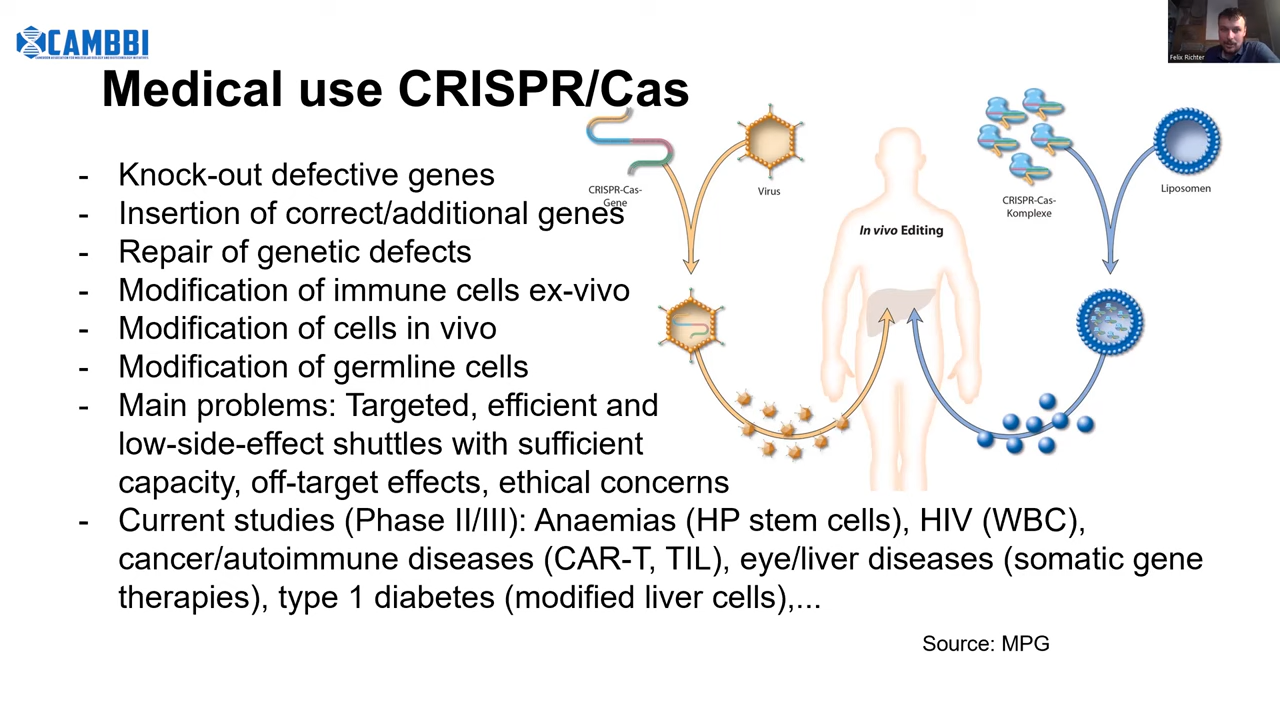 CAMBBI
Felix Richter
Medical use CRISPR/Cas
- Knock-out defective genes
- Insertion of correct/additional genes
- Repair of genetic defects
- Modification of immune cells ex-vivo
- Modification of cells in vivo
- Modification of germline cells
- Main problems: Targeted, efficient and
low-side-effect shuttles with sufficient
capacity, off-target effects, ethical concerns
- Current studies (Phase II/III): Anaemias (HP stem cells), HIV (WBC),
cancer/autoimmune diseases (CAR-T, TIL), eye/liver diseases (somatic gene
therapies), type 1 diabetes (modified liver cells),...
CRISPR-Cas-
Gene
Virus
In vivo Editing
CRISPR-Cas-
Komplexe
Liposomen
Source: MPG